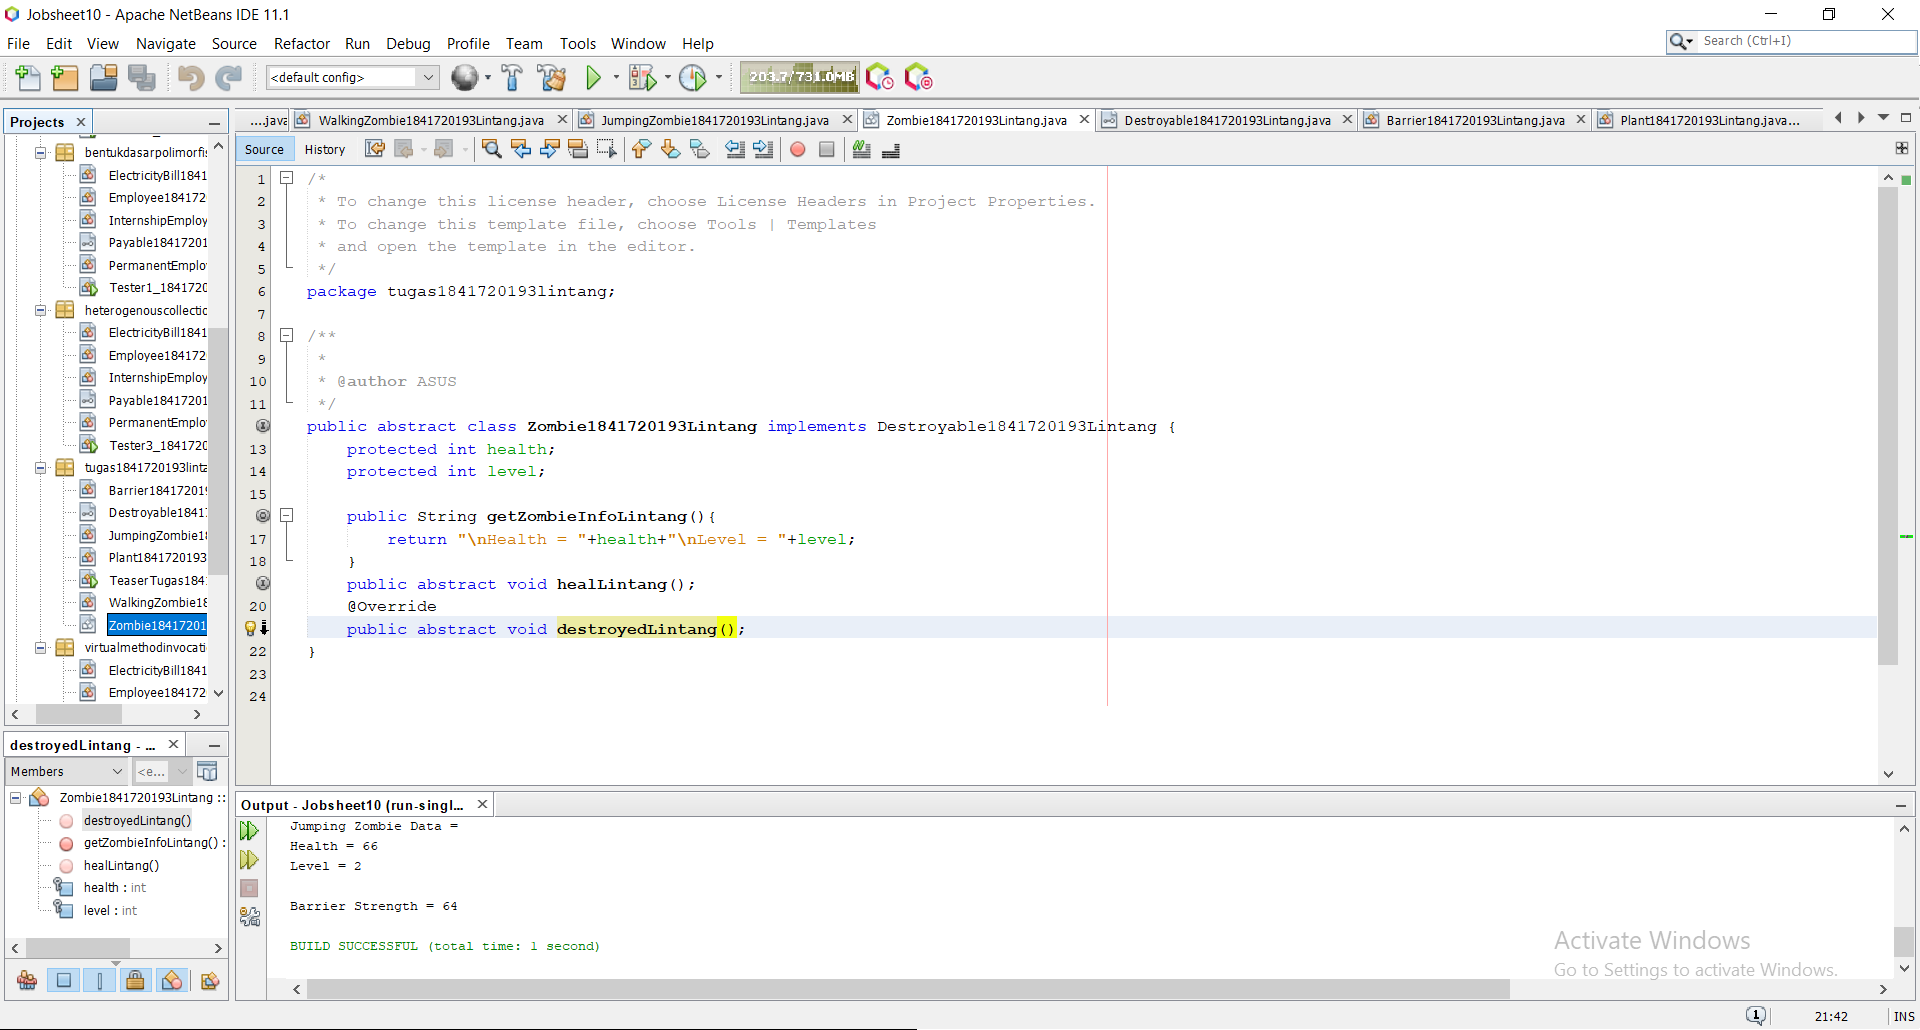 Jobsheet10 - Apache NetBeans IDE 11.1
File Edit View Navigate Source Refactor Run Debug Profile Team Tools Window Help
Search (Ctrl+I)
<default config>
203.7/731.0MB
Projects
....java
WalkingZombie1841720193Lintang.java
JumpingZombie1841720193Lintang.java
Zombie1841720193Lintang.java
Destroyable1841720193Lintang.java
Barrier1841720193Lintang.java
Plant1841720193Lintang.java...
Source
History
bentukdasarpolimorfis
ElectricityBill1841
Employee184172
InternshipEmploy
Payable18417201
PermanentEmplo
Tester1_184172C
heterogenouscollectic
ElectricityBill1841
Employee184172
InternshipEmploy
Payable18417201
PermanentEmplo
Tester3_184172C
tugas1841720193linta
Barrier18417201
Destroyable1841
JumpingZombie1
Plant1841720193
TeaserTugas184
WalkingZombie18
Zombie18417201
virtualmethodinvocati
ElectricityBill1841
Employee184172
1 /*
2 * To change this license header, choose License Headers in Project Properties.
3 * To change this template file, choose Tools | Templates
4 * and open the template in the editor.
5 */
6 package tugas1841720193lintang;
7
8 /**
9 *
10 * @author ASUS
11 */
public abstract class Zombie1841720193Lintang implements Destroyable1841720193Lintang {
13 protected int health;
14 protected int level;
15
public String getZombieInfoLintang(){
17 return "\nHealth = "+health+"\nLevel = "+level;
18 }
public abstract void healLintang();
20 @Override
public abstract void destroyedLintang();
22 }
23
24
destroyedLintang - ...
Members
<e...
Zombie1841720193Lintang ::
destroyedLintang()
getZombieInfoLintang() :
healLintang()
health : int
level : int
Output - Jobsheet10 (run-singl...
Jumping Zombie Data =
Health = 66
Level = 2
Barrier Strength = 64
BUILD SUCCESSFUL (total time: 1 second)
Activate Windows
Go to Settings to activate Windows.
1
21:42
INS